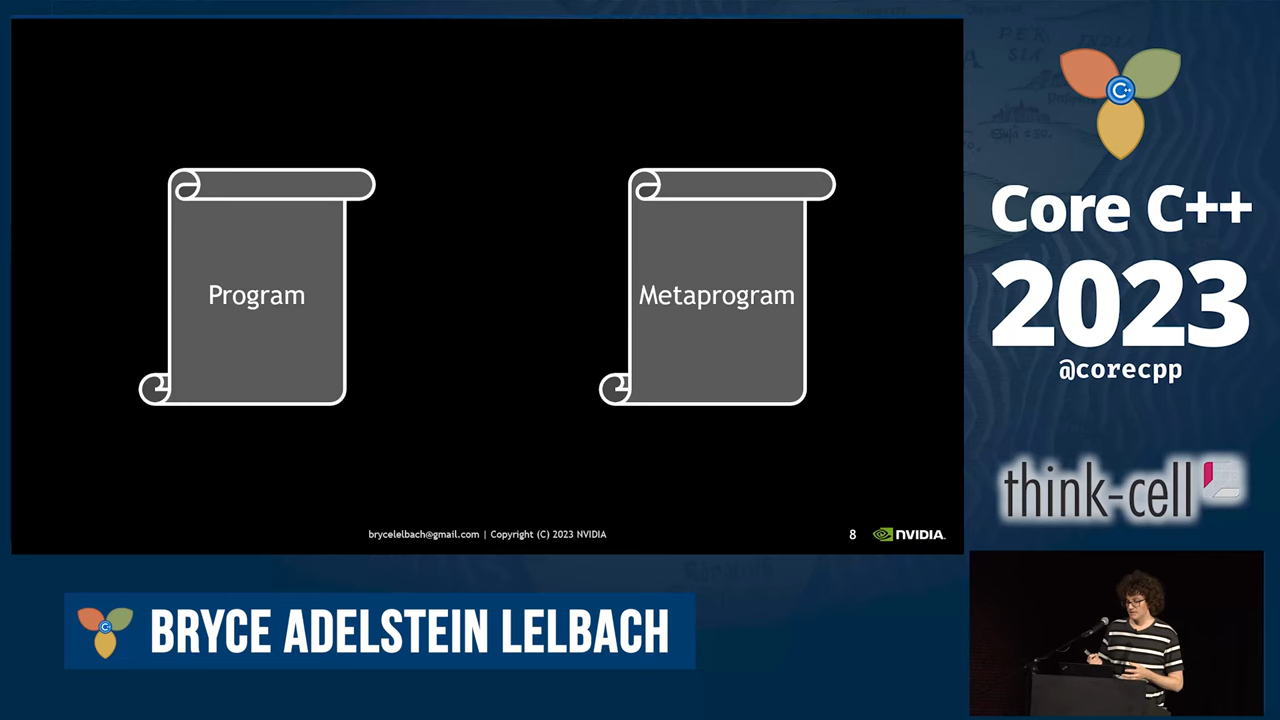 Program
Metaprogram
brycelelbach@gmail.com | Copyright (C) 2023 NVIDIA
8
NVIDIA.
C++
Core C++
2023
@corecpp
think-cell
BRYCE ADELSTEIN LELBACH